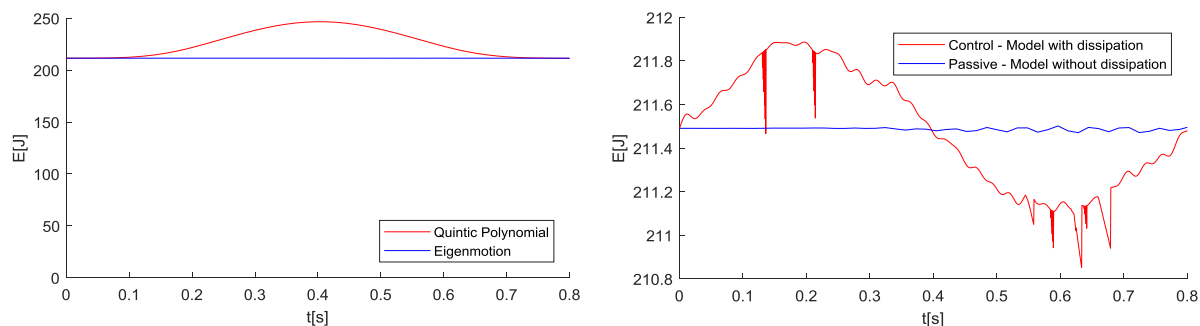 250
200
150
100
50
0
E[J]
0 0.1 0.2 0.3 0.4 0.5 0.6 0.7 0.8
t[s]
Quintic Polynomial
Eigenmotion
212
211.8
211.6
211.4
211.2
211
210.8
E[J]
0 0.1 0.2 0.3 0.4 0.5 0.6 0.7 0.8
t[s]
Control - Model with dissipation
Passive - Model without dissipation